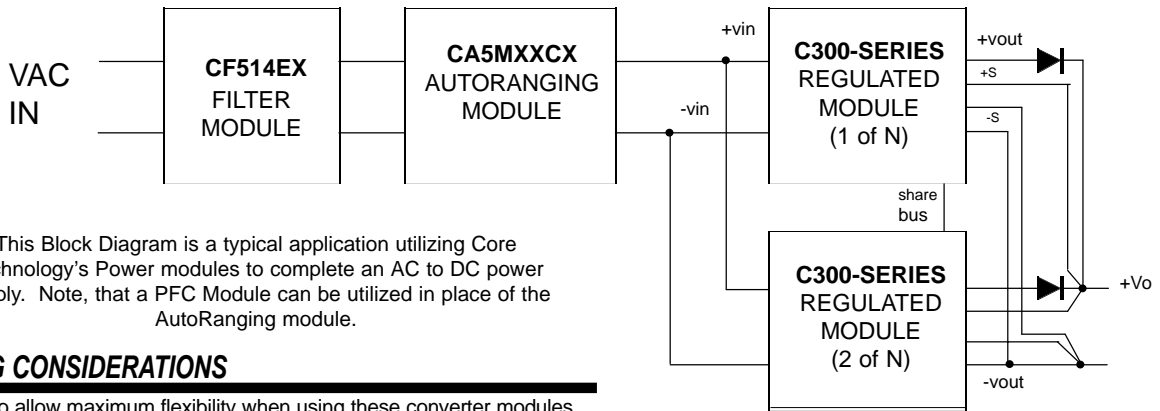 VAC
IN
CF514EX
FILTER
MODULE
CA5MXXCX
AUTORANGING
MODULE
+vin
-vin
C300-SERIES
REGULATED
MODULE
(1 of N)
+vout
+S
-S
share
bus
C300-SERIES
REGULATED
MODULE
(2 of N)
+Vo
-vout
This Block Diagram is a typical application utilizing Core
chnology's Power modules to complete an AC to DC power
ply. Note, that a PFC Module can be utilized in place of the
AutoRanging module.
G CONSIDERATIONS
o allow maximum flexibility when using these converter modules